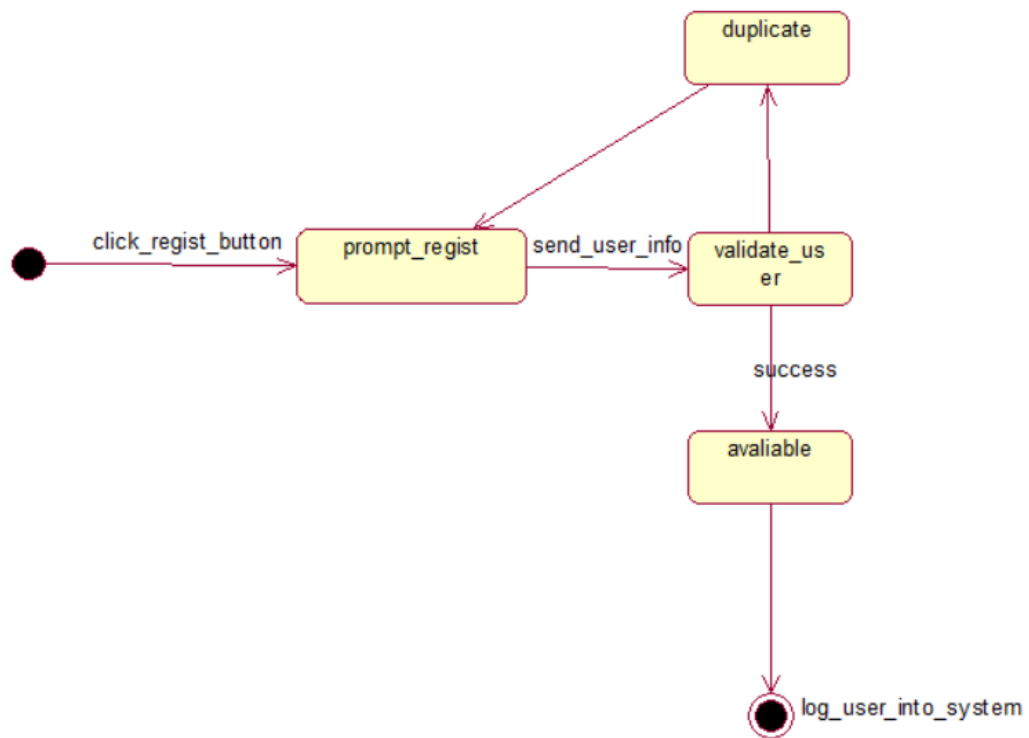 duplicate
click_regist_button
prompt_regist
send_user_info
validate_us
er
success
avaliable
log_user_into_system